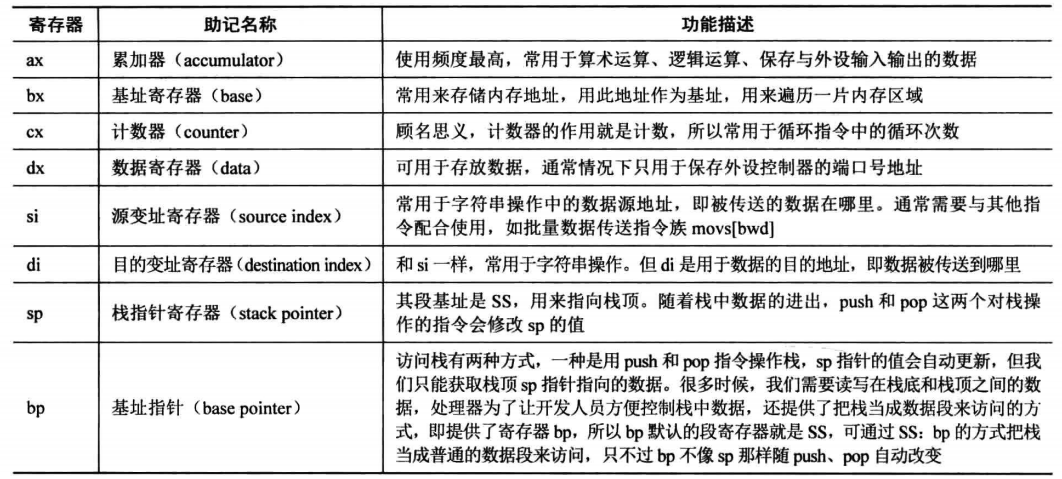 寄存器 助记名称 功能描述
ax 累加器（accumulator） 使用频度最高，常用于算术运算、逻辑运算、保存与外设输入输出的数据
bx 基址寄存器（base） 常用来存储内存地址，用此地址作为基址，用来遍历一片内存区域
cx 计数器（counter） 顾名思义，计数器的作用就是计数，所以常用于循环指令中的循环次数
dx 数据寄存器（data） 可用于存放数据，通常情况下只用于保存外设控制器的端口号地址
si 源变址寄存器（source index） 常用于字符串操作中的数据源地址，即被传送的数据在哪里。通常需要与其他指
令配合使用，如批量数据传送指令族 movs[bwd]
di 目的变址寄存器（destination index） 和 si 一样，常用于字符串操作。但 di 是用于数据的目的地址，即数据被传送到哪里
sp 栈指针寄存器（stack pointer） 其段基址是 SS，用来指向栈顶。随着栈中数据的进出，push 和 pop 这两个对栈
操作的指令会修改 sp 的值
bp 基址指针（base pointer） 访问栈有两种方式，一种是用 push 和 pop 指令操作栈，sp 指针的值会自动更新，但我
们只能获取栈顶 sp 指针指向的数据。很多时候，我们需要读写在栈底和栈顶之间的数
据，处理器为了让开发人员方便控制栈中数据，还提供了把栈当成数据段来访问的方
式，即提供了寄存器 bp，所以 bp 默认的段寄存器就是 SS，可通过 SS：bp 的方式把栈
当成普通的数据段来访问，只不过 bp 不像 sp 那样随 push、pop 自动改变